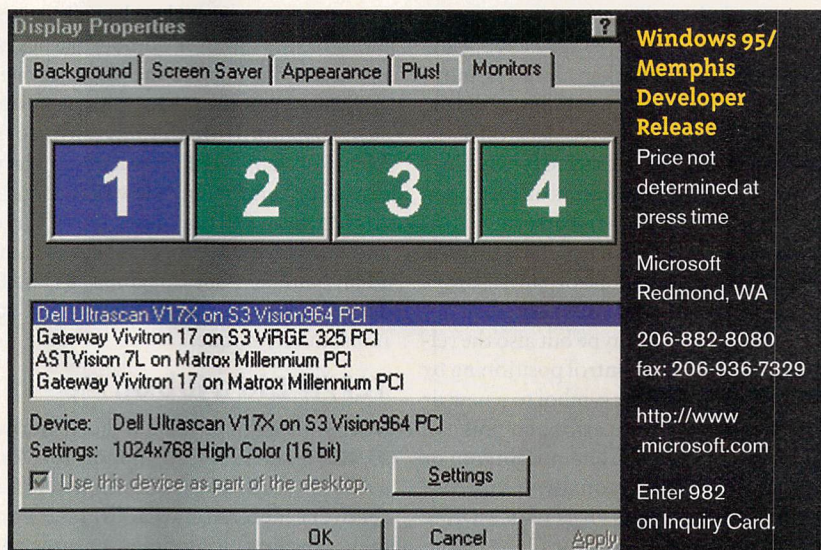 Display Properties ?
Background Screen Saver Appearance Plus! Monitors
1 2 3 4
Dell Ultrascan V17X on S3 Vision964 PCI
Gateway Vivitron 17 on S3 ViRGE 325 PCI
ASTVision 7L on Matrox Millennium PCI
Gateway Vivitron 17 on Matrox Millennium PCI
Device: Dell Ultrascan V17X on S3 Vision964 PCI
Settings: 1024x768 High Color (16 bit)
Use this device as part of the desktop.
Settings
OK Cancel Apply
Windows 95/
Memphis
Developer
Release
Price not
determined at
press time
Microsoft
Redmond, WA
206-882-8080
fax: 206-936-7329
http://www
.microsoft.com
Enter 982
on Inquiry Card.